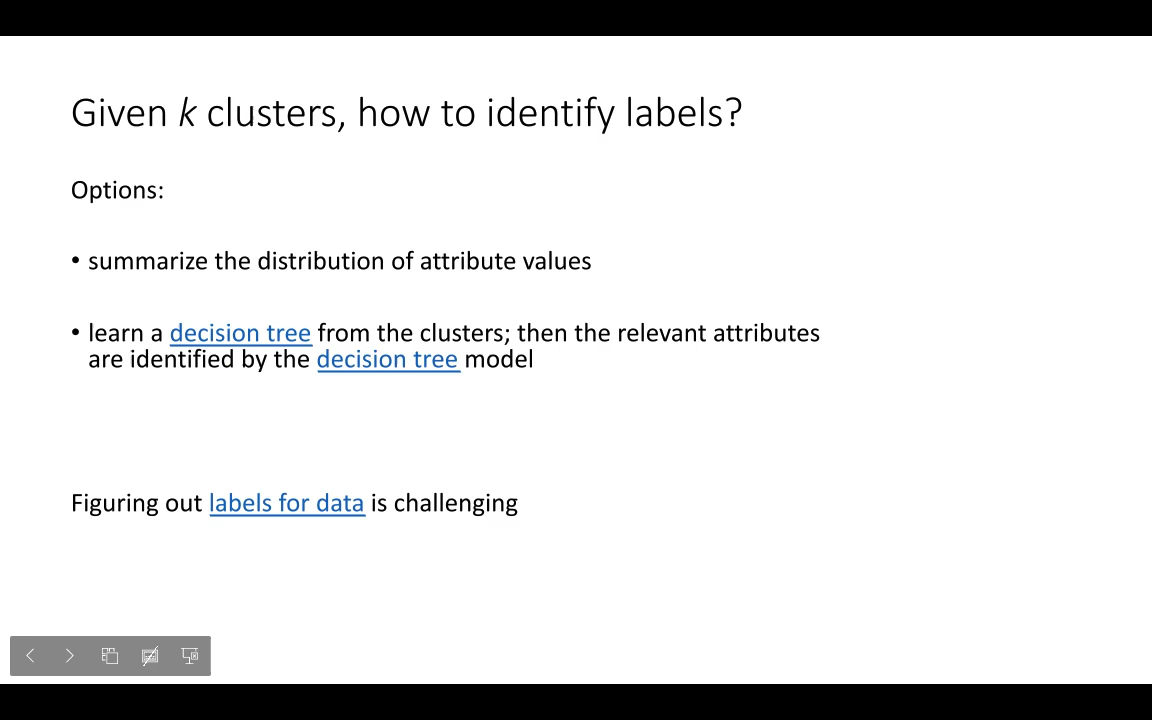 Given k clusters, how to identify labels?
Options:
• summarize the distribution of attribute values
• learn a decision tree from the clusters; then the relevant attributes
are identified by the decision tree model
Figuring out labels for data is challenging